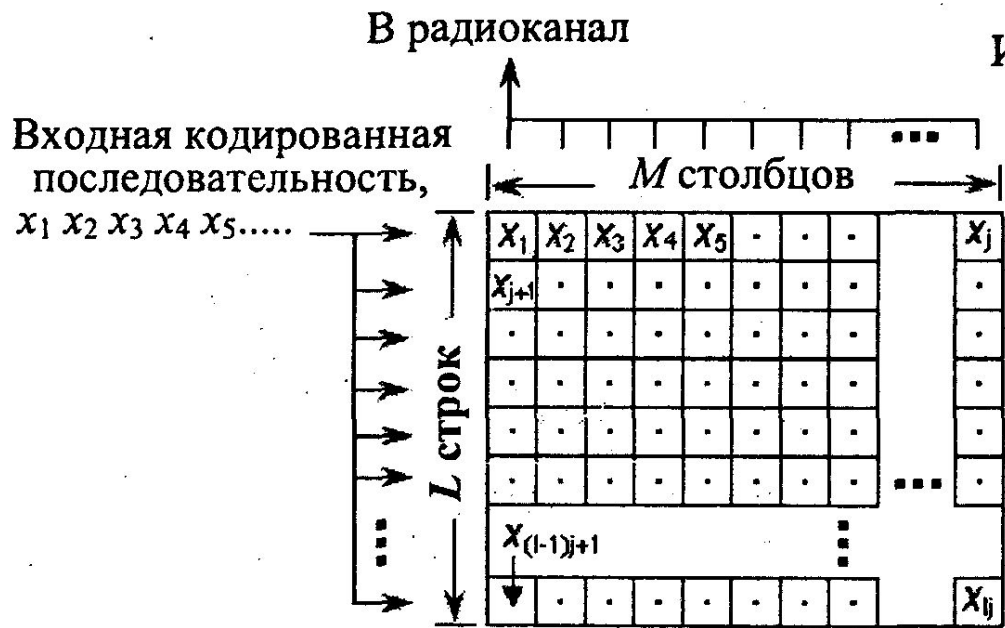 В радиоканал
И
Входная кодированная
последовательность,
x₁ x₂ x₃ x₄ x₅.....
M столбцов
L строк
X₁ X₂ X₃ X₄ X₅ · · · Xⱼ
Xⱼ₊₁
...
X₍ₗ₋₁₎ⱼ₊₁
Xₗⱼ